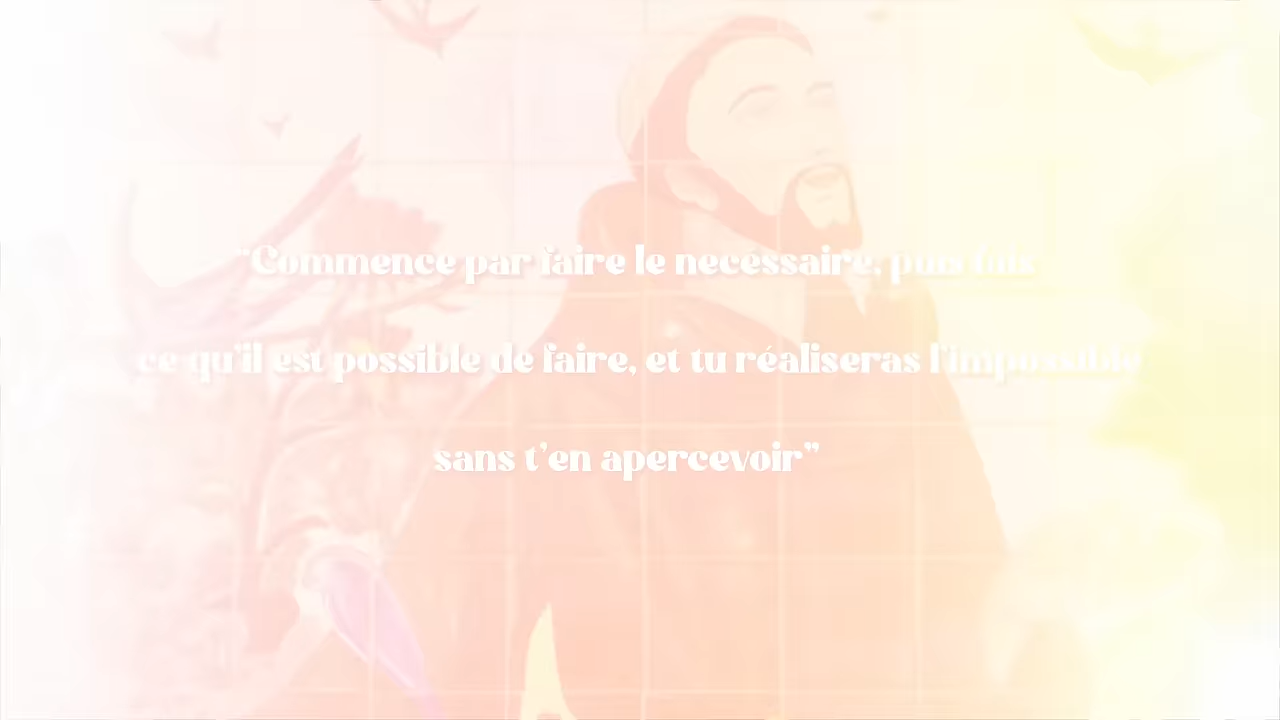 “Commence par faire le nécessaire, puis fais
ce qu'il est possible de faire, et tu réaliseras l'impossible
sans t'en apercevoir”